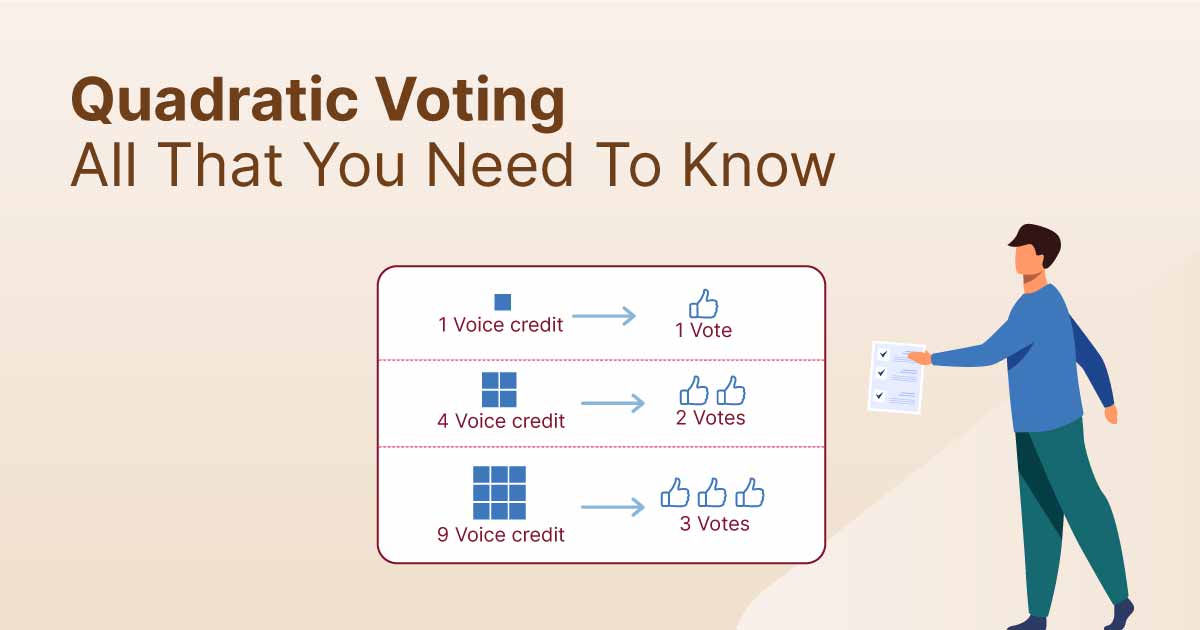 Quadratic Voting
All That You Need To Know
1 Voice credit
1 Vote
4 Voice credit
2 Votes
9 Voice credit
3 Votes